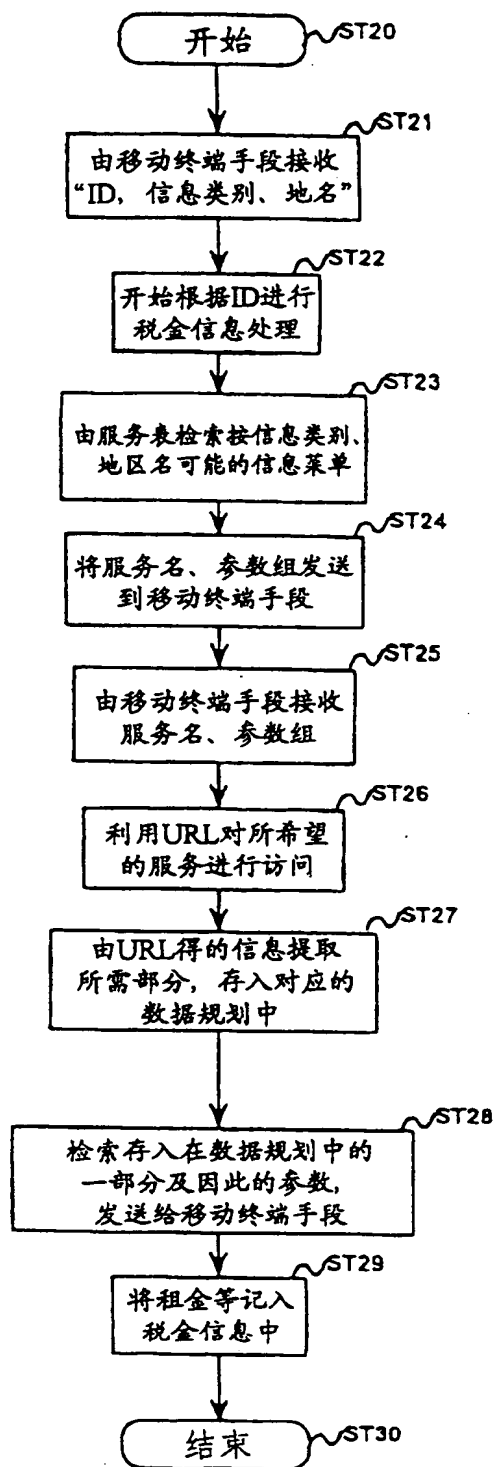 开始
ST20
ST21
由移动终端手段接收
“ID, 信息类别、地名”
ST22
开始根据ID进行
税金信息处理
ST23
由服务表检索按信息类别、
地区名可能的信息菜单
ST24
将服务名、参数组发送
到移动终端手段
ST25
由移动终端手段接收
服务名、参数组
ST26
利用URL对所希望
的服务进行访问
ST27
由URL得的信息提取
所需部分, 存入对应的
数据规划中
ST28
检索存入在数据规划中的
一部分及因此的参数,
发送给移动终端手段
ST29
将租金等记入
税金信息中
结束
ST30